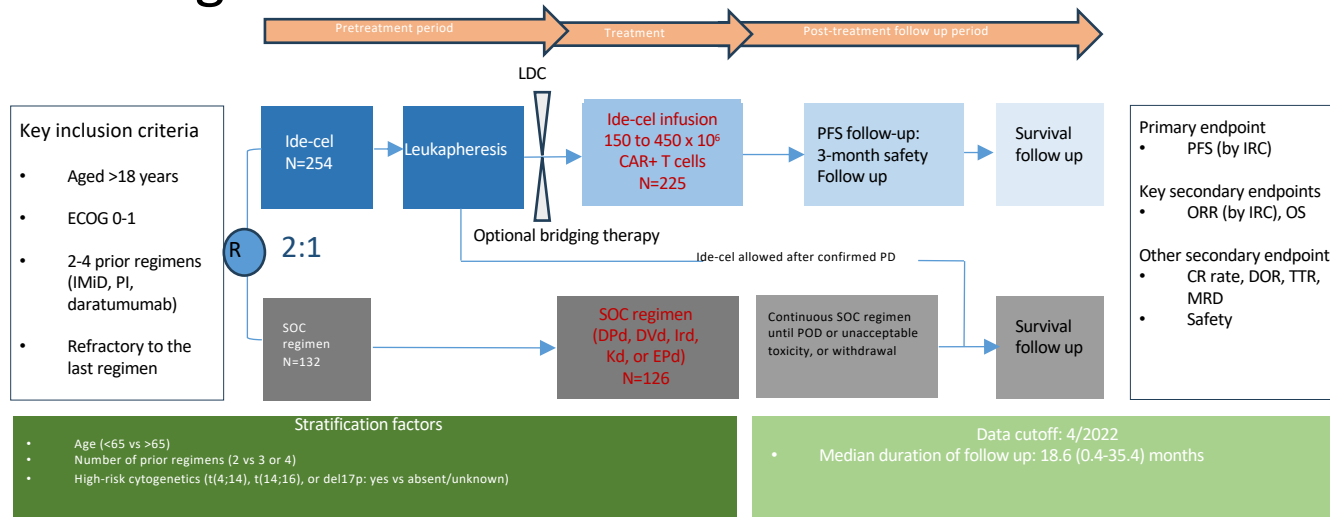 Pretreatment period
Treatment
Post-treatment follow up period
LDC
Key inclusion criteria
• Aged >18 years
• ECOG 0-1
• 2-4 prior regimens
(IMiD, PI,
daratumumab)
• Refractory to the
last regimen
R
2:1
Ide-cel
N=254
Leukapheresis
Ide-cel infusion
150 to 450 x 10⁶
CAR+ T cells
N=225
PFS follow-up:
3-month safety
Follow up
Survival
follow up
Optional bridging therapy
Ide-cel allowed after confirmed PD
SOC
regimen
N=132
SOC regimen
(DPd, DVd, Ird,
Kd, or EPd)
N=126
Continuous SOC regimen
until POD or unacceptable
toxicity, or withdrawal
Survival
follow up
Primary endpoint
• PFS (by IRC)
Key secondary endpoints
• ORR (by IRC), OS
Other secondary endpoint
• CR rate, DOR, TTR,
MRD
• Safety
Stratification factors
• Age (<65 vs >65)
• Number of prior regimens (2 vs 3 or 4)
• High-risk cytogenetics (t(4;14), t(14;16), or del17p: yes vs absent/unknown)
Data cutoff: 4/2022
• Median duration of follow up: 18.6 (0.4-35.4) months